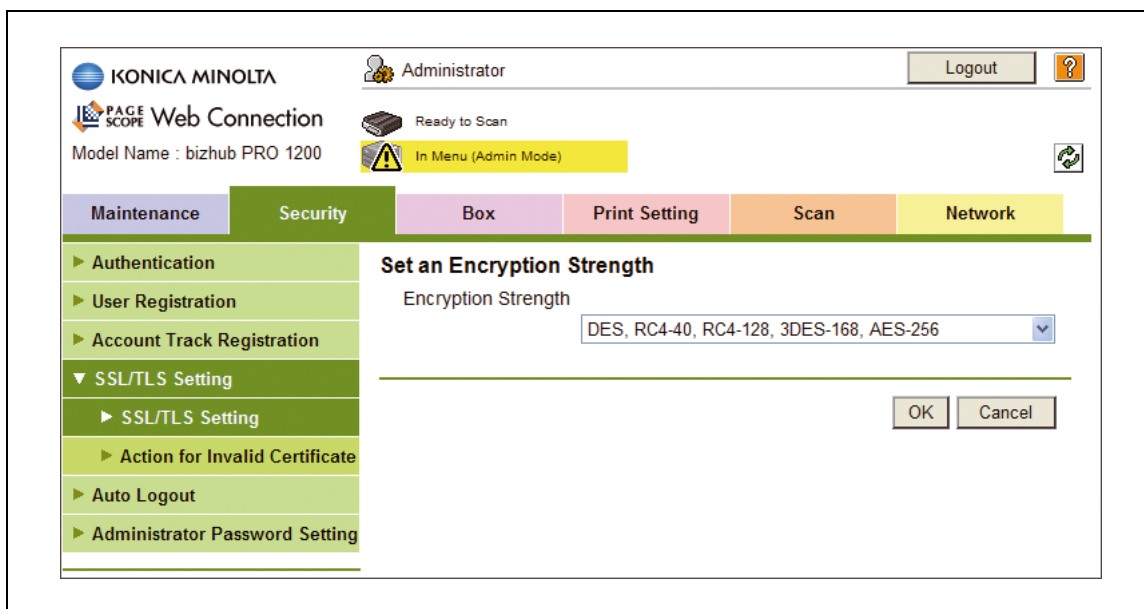 KONICA MINOLTA
Administrator
Logout
?
PAGE SCOPE Web Connection
Ready to Scan
Model Name : bizhub PRO 1200
In Menu (Admin Mode)
Maintenance Security Box Print Setting Scan Network
Authentication
User Registration
Account Track Registration
SSL/TLS Setting
SSL/TLS Setting
Action for Invalid Certificate
Auto Logout
Administrator Password Setting
Set an Encryption Strength
Encryption Strength
DES, RC4-40, RC4-128, 3DES-168, AES-256
OK Cancel